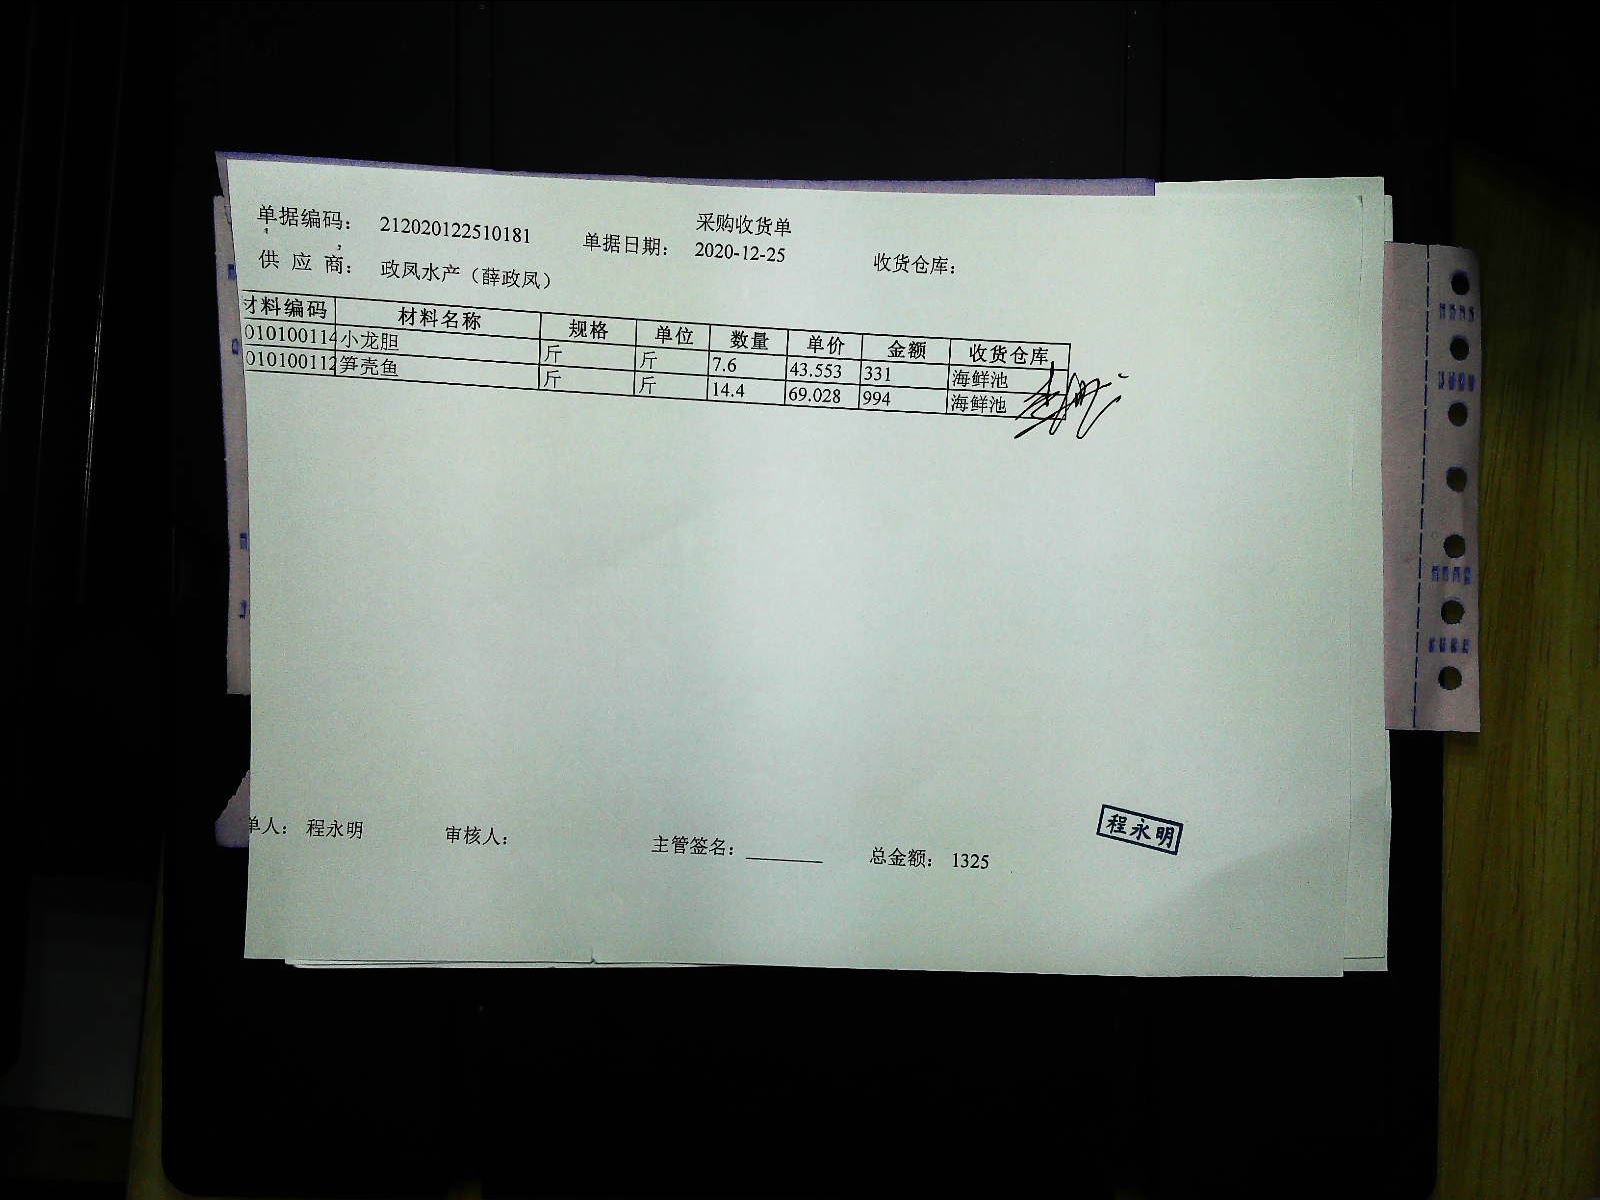 采购收货单
单据编码： 212020122510181 单据日期： 2020-12-25 收货仓库：
供 应 商： 政凤水产（薛政凤）
材料编码 材料名称 规格 单位 数量 单价 金额 收货仓库
010100114 小龙胆 斤 斤 7.6 43.553 331 海鲜池
010100112 笋壳鱼 斤 斤 14.4 69.028 994 海鲜池
单人： 程永明 审核人： 主管签名： 总金额： 1325
程永明